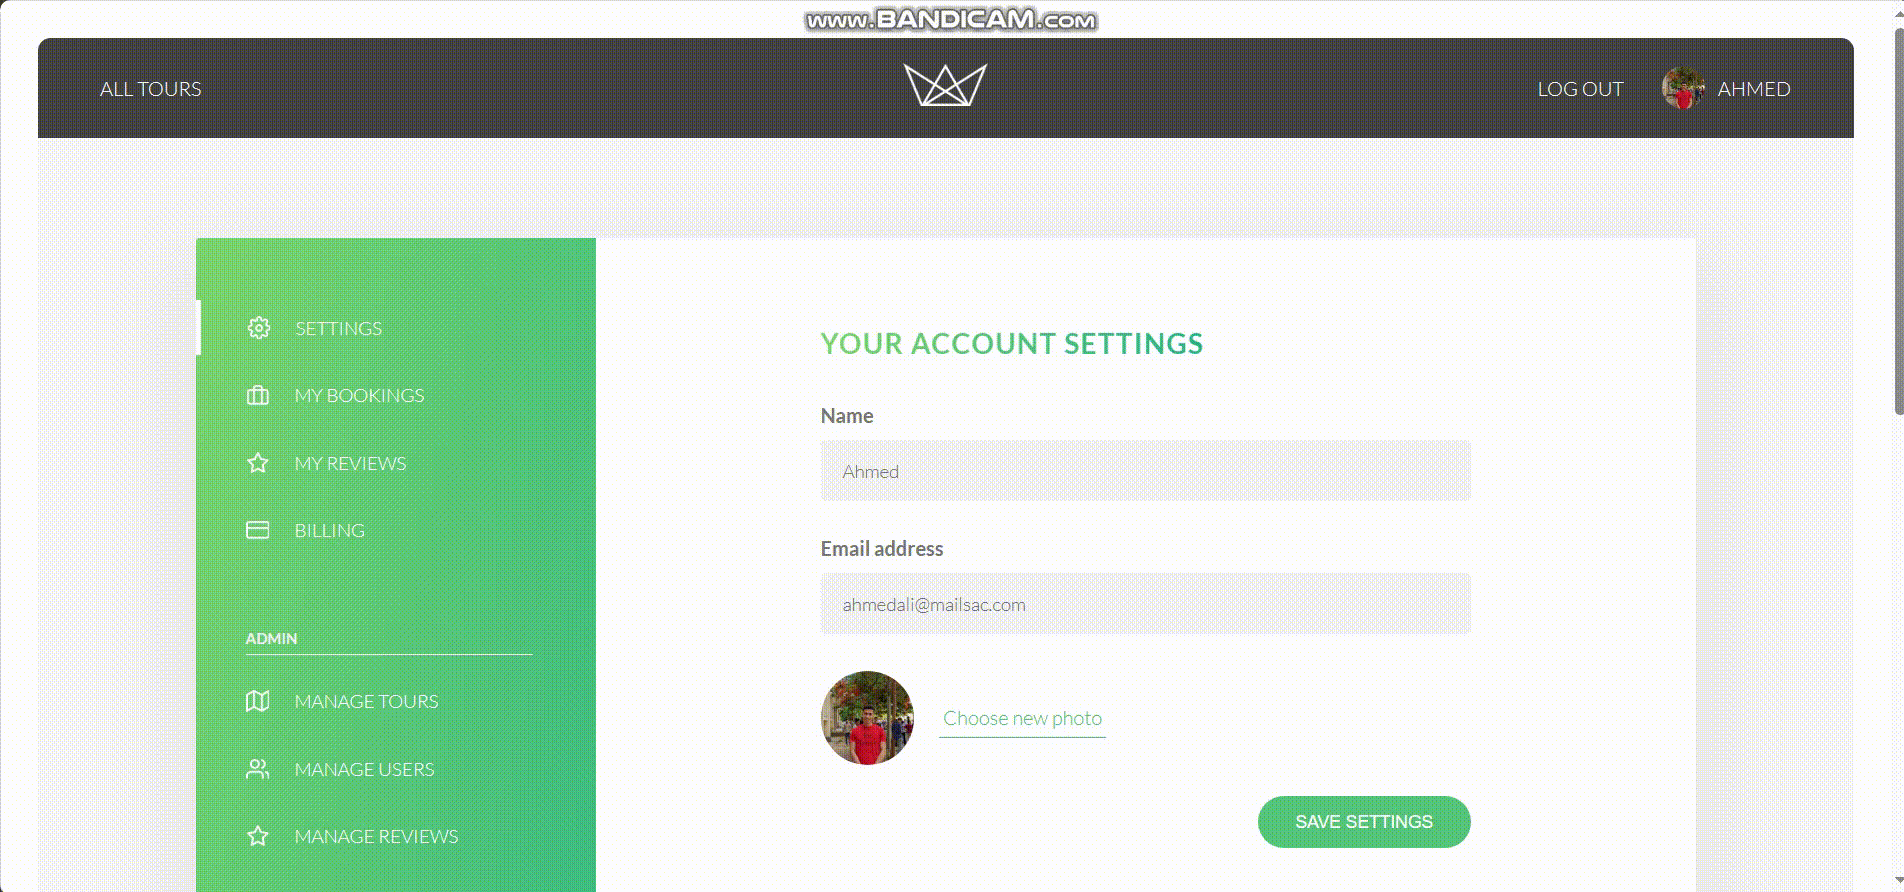 www.BANDICAM.com
ALL TOURS
LOG OUT
AHMED
SETTINGS
MY BOOKINGS
MY REVIEWS
BILLING
ADMIN
MANAGE TOURS
MANAGE USERS
MANAGE REVIEWS
YOUR ACCOUNT SETTINGS
Name
Ahmed
Email address
ahmedali@mailsac.com
Choose new photo
SAVE SETTINGS